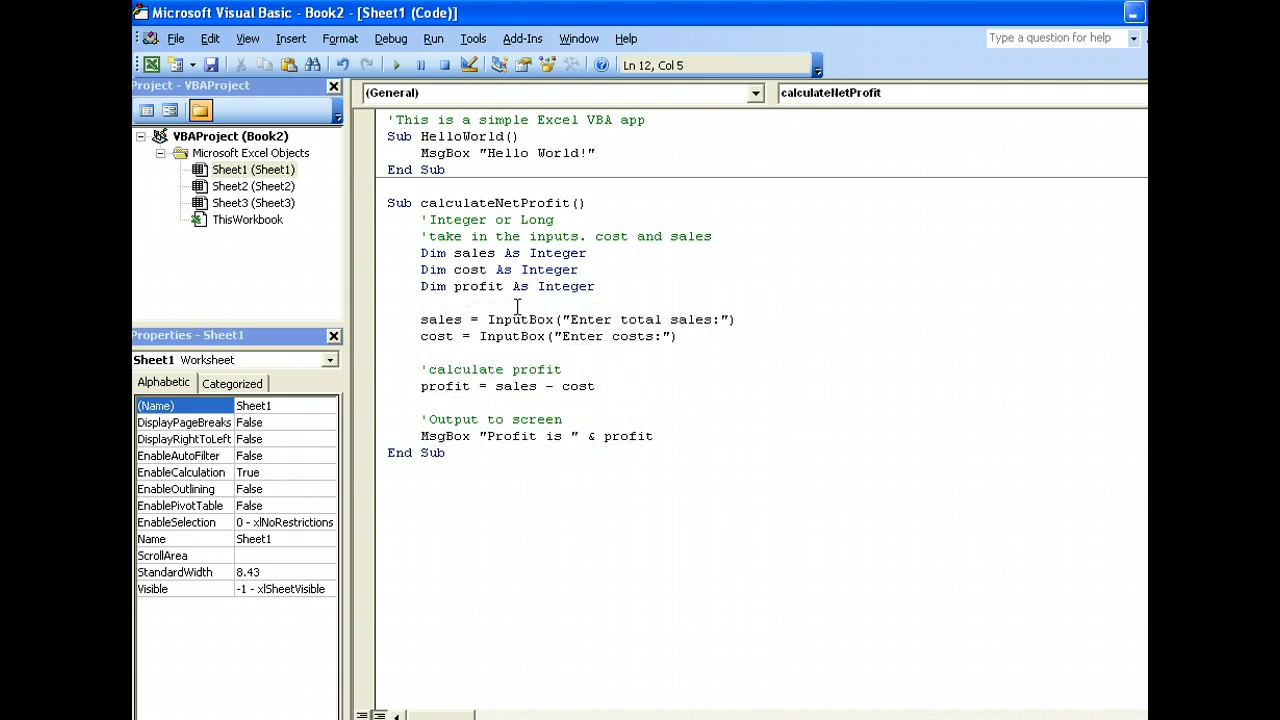 Microsoft Visual Basic - Book2 - [Sheet1 (Code)]
File Edit View Insert Format Debug Run Tools Add-Ins Window Help Type a question for help
Ln 12, Col 5
Project - VBAProject
(General) calculateNetProfit
VBAProject (Book2)
Microsoft Excel Objects
Sheet1 (Sheet1)
Sheet2 (Sheet2)
Sheet3 (Sheet3)
ThisWorkbook
Properties - Sheet1
Sheet1 Worksheet
Alphabetic Categorized
(Name) Sheet1
DisplayPageBreaks False
DisplayRightToLeft False
EnableAutoFilter False
EnableCalculation True
EnableOutlining False
EnablePivotTable False
EnableSelection 0 - xlNoRestrictions
Name Sheet1
ScrollArea
StandardWidth 8.43
Visible -1 - xlSheetVisible
'This is a simple Excel VBA app
Sub HelloWorld()
MsgBox "Hello World!"
End Sub
Sub calculateNetProfit()
'Integer or Long
'take in the inputs. cost and sales
Dim sales As Integer
Dim cost As Integer
Dim profit As Integer
sales = InputBox("Enter total sales:")
cost = InputBox("Enter costs:")
'calculate profit
profit = sales - cost
'Output to screen
MsgBox "Profit is " & profit
End Sub